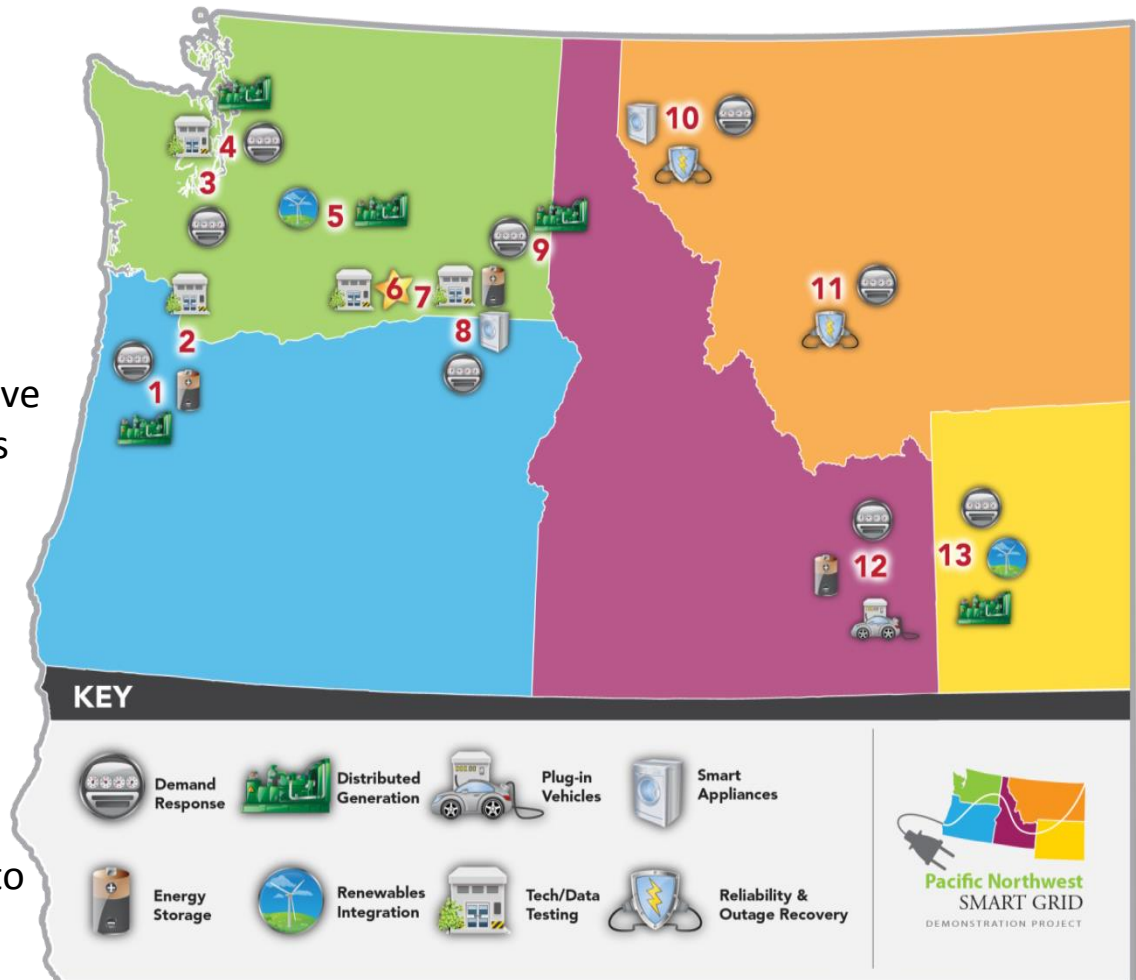 4
10
3
5
9
11
6
7
8
2
1
ve
s
12
13
KEY
Demand
Response
Distributed
Generation
Plug-in
Vehicles
Smart
Appliances
Energy
Storage
Renewables
Integration
Tech/Data
Testing
Reliability &
Outage Recovery
to
Pacific Northwest
SMART GRID
DEMONSTRATION PROJECT